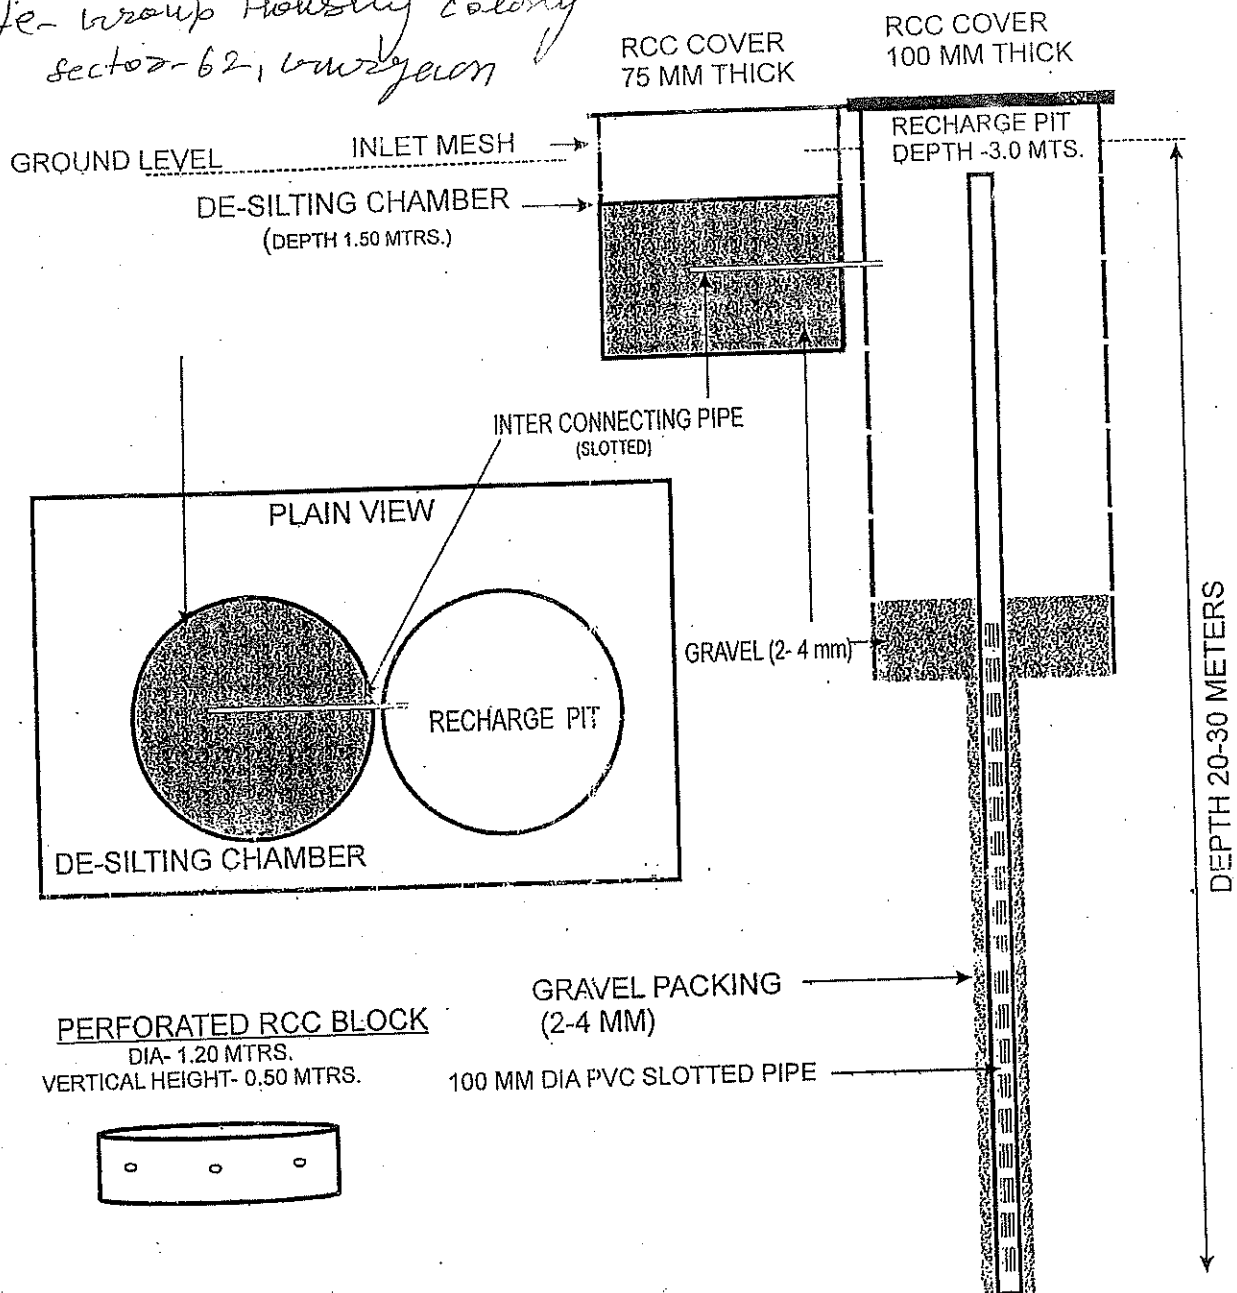 Group Housing Colony
Sector-62, Gurgaon
RCC COVER
75 MM THICK
RCC COVER
100 MM THICK
GROUND LEVEL
INLET MESH
RECHARGE PIT
DEPTH -3.0 MTS.
DE-SILTING CHAMBER
(DEPTH 1.50 MTRS.)
INTER CONNECTING PIPE
(SLOTTED)
PLAIN VIEW
GRAVEL (2- 4 mm)
RECHARGE PIT
DE-SILTING CHAMBER
DEPTH 20-30 METERS
GRAVEL PACKING
(2-4 MM)
PERFORATED RCC BLOCK
DIA- 1.20 MTRS.
VERTICAL HEIGHT- 0.50 MTRS.
100 MM DIA PVC SLOTTED PIPE